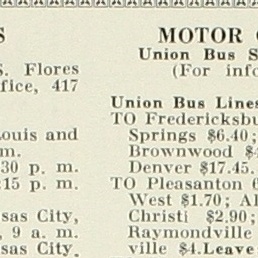 S
S. Flores
fice, 417
Louis and
m.
30 p. m.
:15 p. m.
sas City,
, 9 a. m.
sas City,
MOTOR
Union Bus S
(For info
Union Bus Lines
TO Fredericksbu
Springs $6.40;
Brownwood $
Denver $17.45.
TO Pleasanton
West $1.70; Al
Christi $2.90;
Raymondville
ville $4. Leave